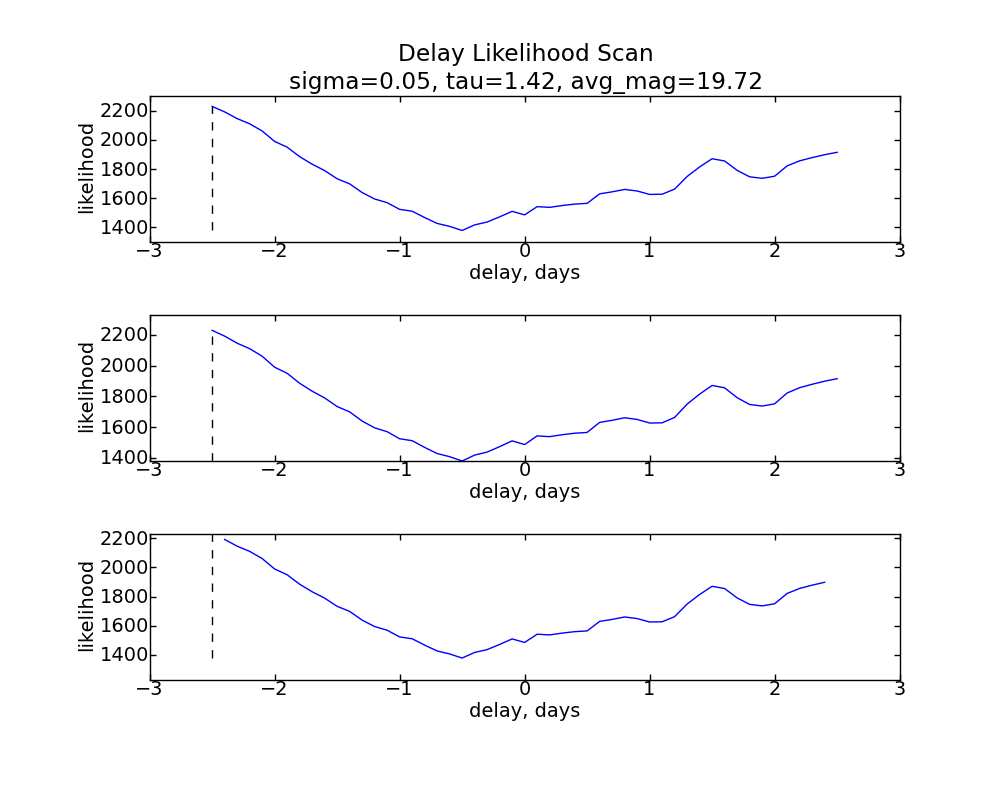 Delay Likelihood Scan
sigma=0.05, tau=1.42, avg_mag=19.72
2200
2000
1800
1600
1400
likelihood
−3 −2 −1 0 1 2 3
delay, days
2200
2000
1800
1600
1400
likelihood
−3 −2 −1 0 1 2 3
delay, days
2200
2000
1800
1600
1400
likelihood
−3 −2 −1 0 1 2 3
delay, days